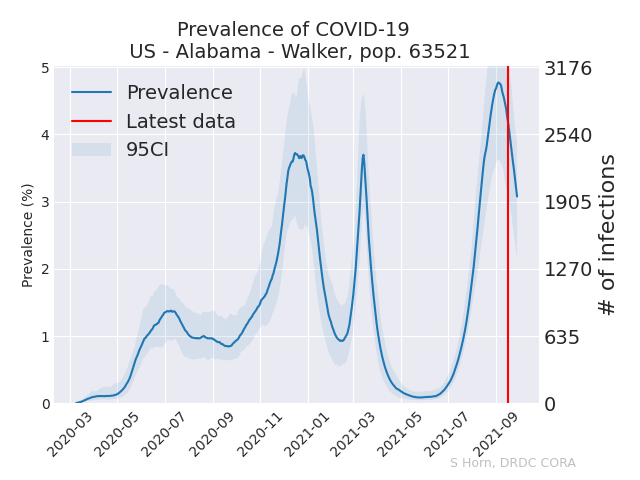 Prevalence of COVID-19
US - Alabama - Walker, pop. 63521
Prevalence
Latest data
95CI
Prevalence (%)
5
4
3
2
1
0
3176
2540
1905
1270
635
0
# of infections
2020-03
2020-05
2020-07
2020-09
2020-11
2021-01
2021-03
2021-05
2021-07
2021-09
S Horn, DRDC CORA